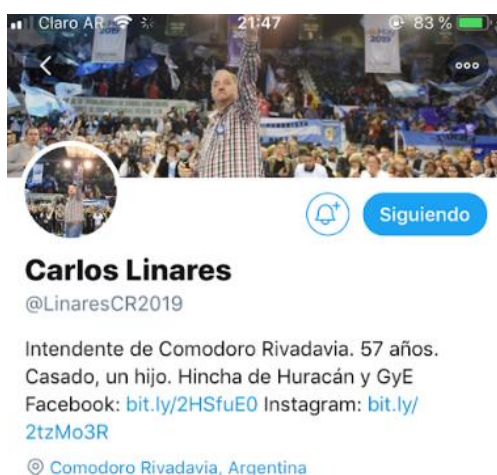 Claro AR 21:47 83 %
2019
Siguiendo
Carlos Linares
@LinaresCR2019
Intendente de Comodoro Rivadavia. 57 años.
Casado, un hijo. Hincha de Huracán y GyE
Facebook: bit.ly/2HSfuE0 Instagram: bit.ly/
2tzMo3R
Comodoro Rivadavia, Argentina